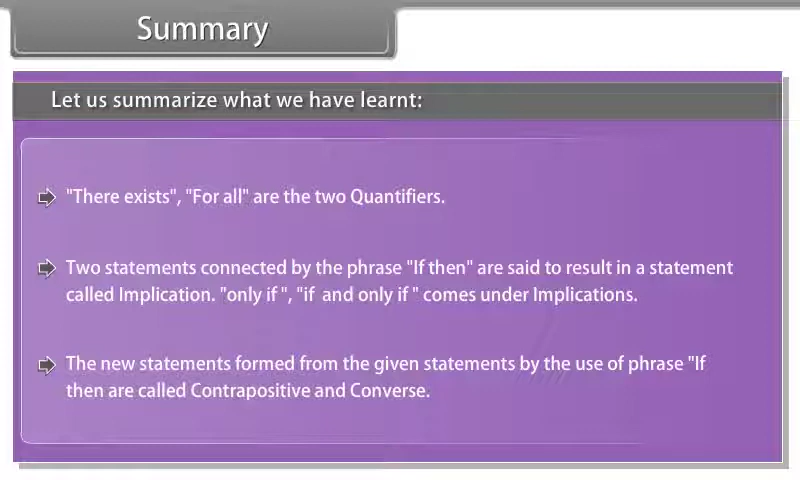 Summary
Let us summarize what we have learnt:
"There exists", "For all" are the two Quantifiers.
Two statements connected by the phrase "If then" are said to result in a statement
called Implication. "only if ", "if  and only if " comes under Implications.
The new statements formed from the given statements by the use of phrase "If
then are called Contrapositive and Converse.